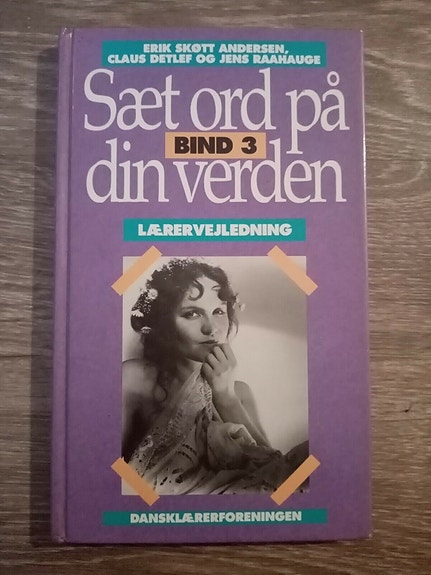 ERIK SKØTT ANDERSEN,
CLAUS DETLEF OG JENS RAAHAUGE
Sæt ord på
BIND 3
din verden
LÆRERVEJLEDNING
DANSKLÆRERFORENINGEN